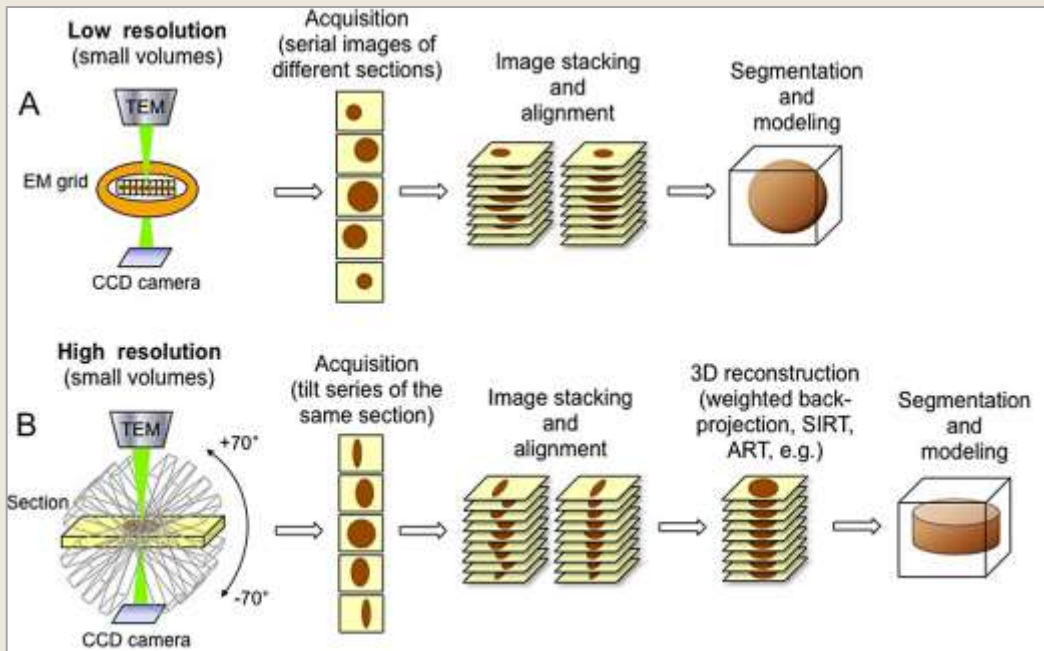 Low resolution
(small volumes)
A
TEM
EM grid
CCD camera
Acquisition
(serial images of
different sections)
Image stacking
and
alignment
Segmentation
and
modeling
High resolution
(small volumes)
B
TEM
+70°
Section
-70°
CCD camera
Acquisition
(tilt series of the
same section)
Image stacking
and
alignment
3D reconstruction
(weighted back-
projection, SIRT,
ART, e.g.)
Segmentation
and
modeling